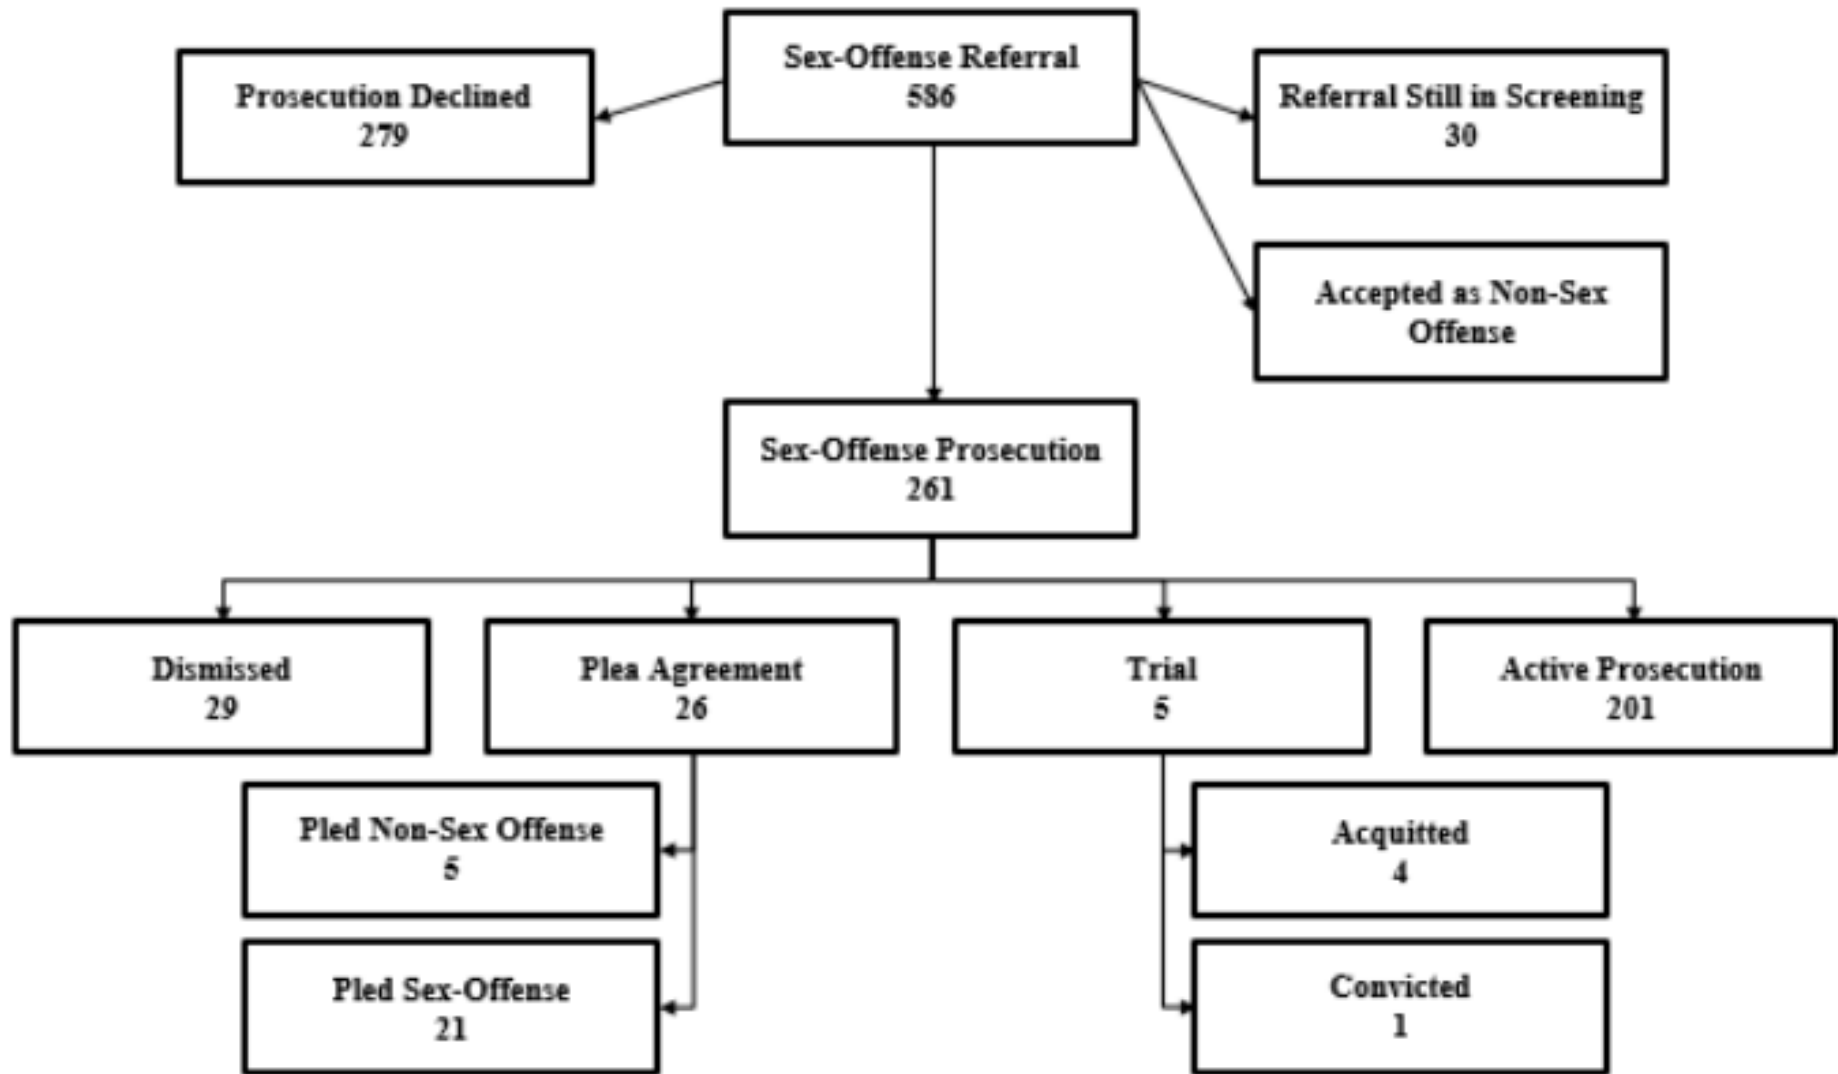 Sex-Offense Referral
586
Prosecution Declined
279
Referral Still in Screening
30
Accepted as Non-Sex
Offense
Sex-Offense Prosecution
261
Dismissed
29
Plea Agreement
26
Trial
5
Active Prosecution
201
Pled Non-Sex Offense
5
Acquitted
4
Pled Sex-Offense
21
Convicted
1